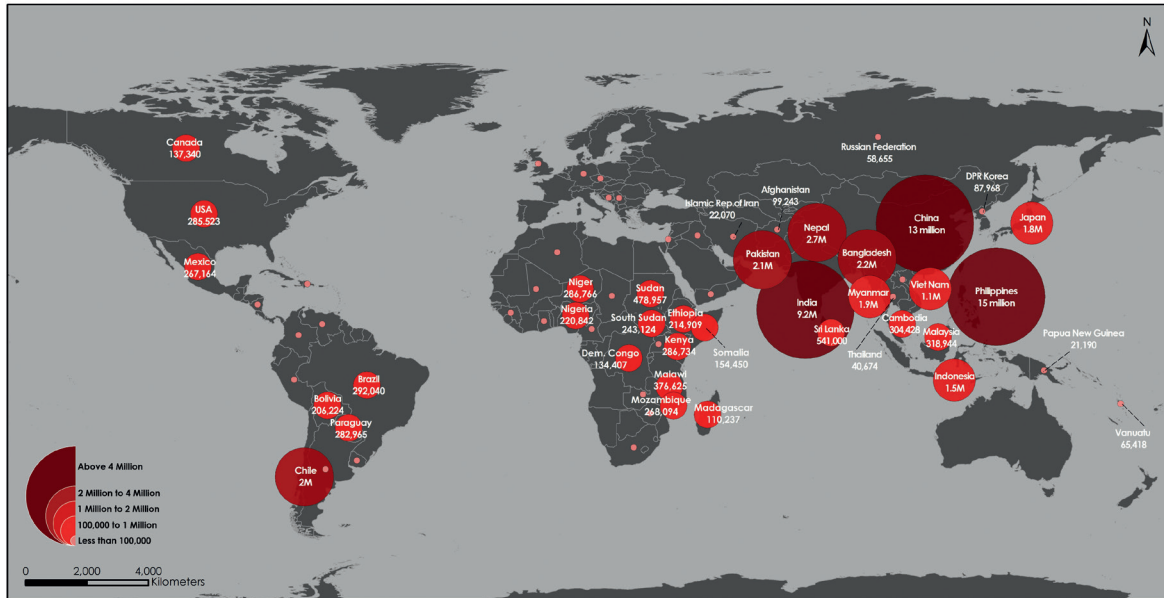 N
Canada
137,340
USA
285,523
Mexico
267,164
Brazil
292,040
Bolivia
206,224
Paraguay
282,965
Chile
2M
Niger
286,766
Nigeria
220,842
Sudan
478,957
South Sudan
243,124
Ethiopia
214,909
Kenya
286,734
Somalia
154,450
Dem. Congo
134,407
Malawi
376,625
Mozambique
268,094
Madagascar
110,237
Russian Federation
58,655
DPR Korea
87,968
Afghanistan
99,243
Islamic Rep.of Iran
22,070
Japan
1.8M
China
13 million
Nepal
2.7M
Pakistan
2.1M
Bangladesh
2.2M
India
9.2M
Myanmar
1.9M
Viet Nam
1.1M
Philippines
15 million
Sri Lanka
541,000
Cambodia
304,428
Malaysia
318,944
Thailand
40,674
Indonesia
1.5M
Papua New Guinea
21,190
Vanuatu
65,418
Above 4 Million
2 Million to 4 Million
1 Million to 2 Million
100,000 to 1 Million
Less than 100,000
0 2,000 4,000
Kilometers